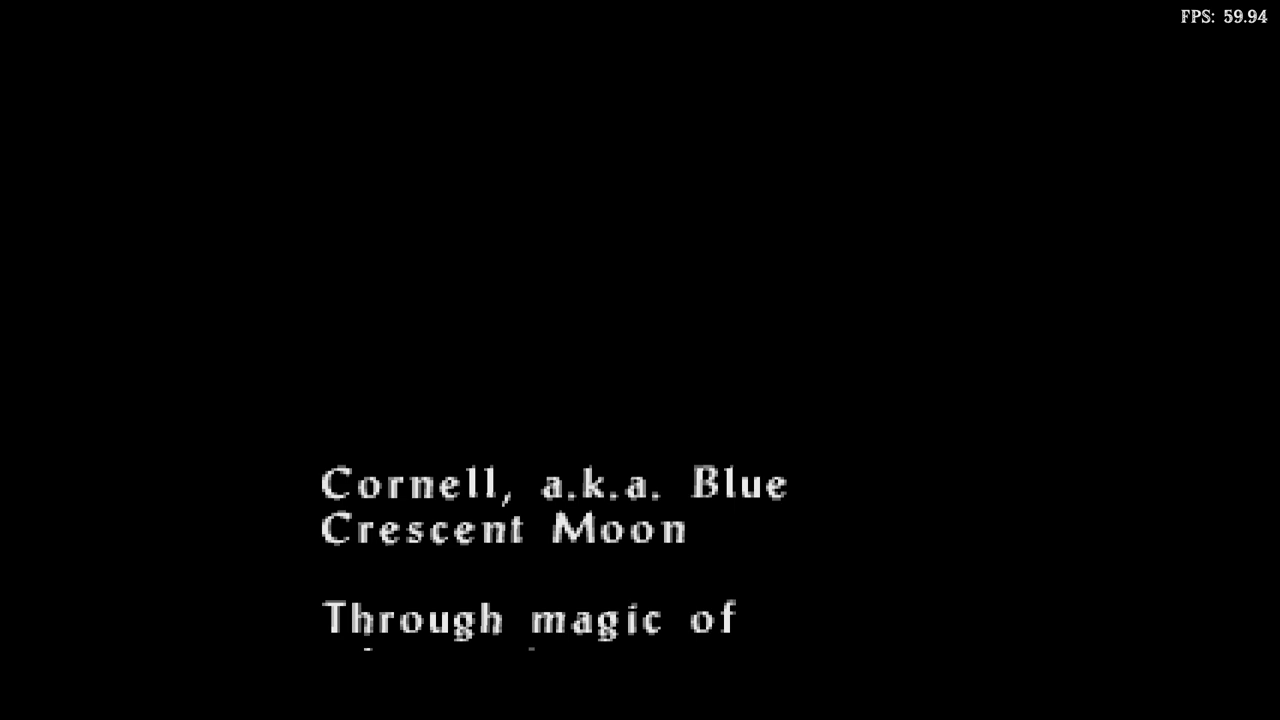 FPS: 59.94
Cornell, a.k.a. Blue
Crescent Moon
Through magic of